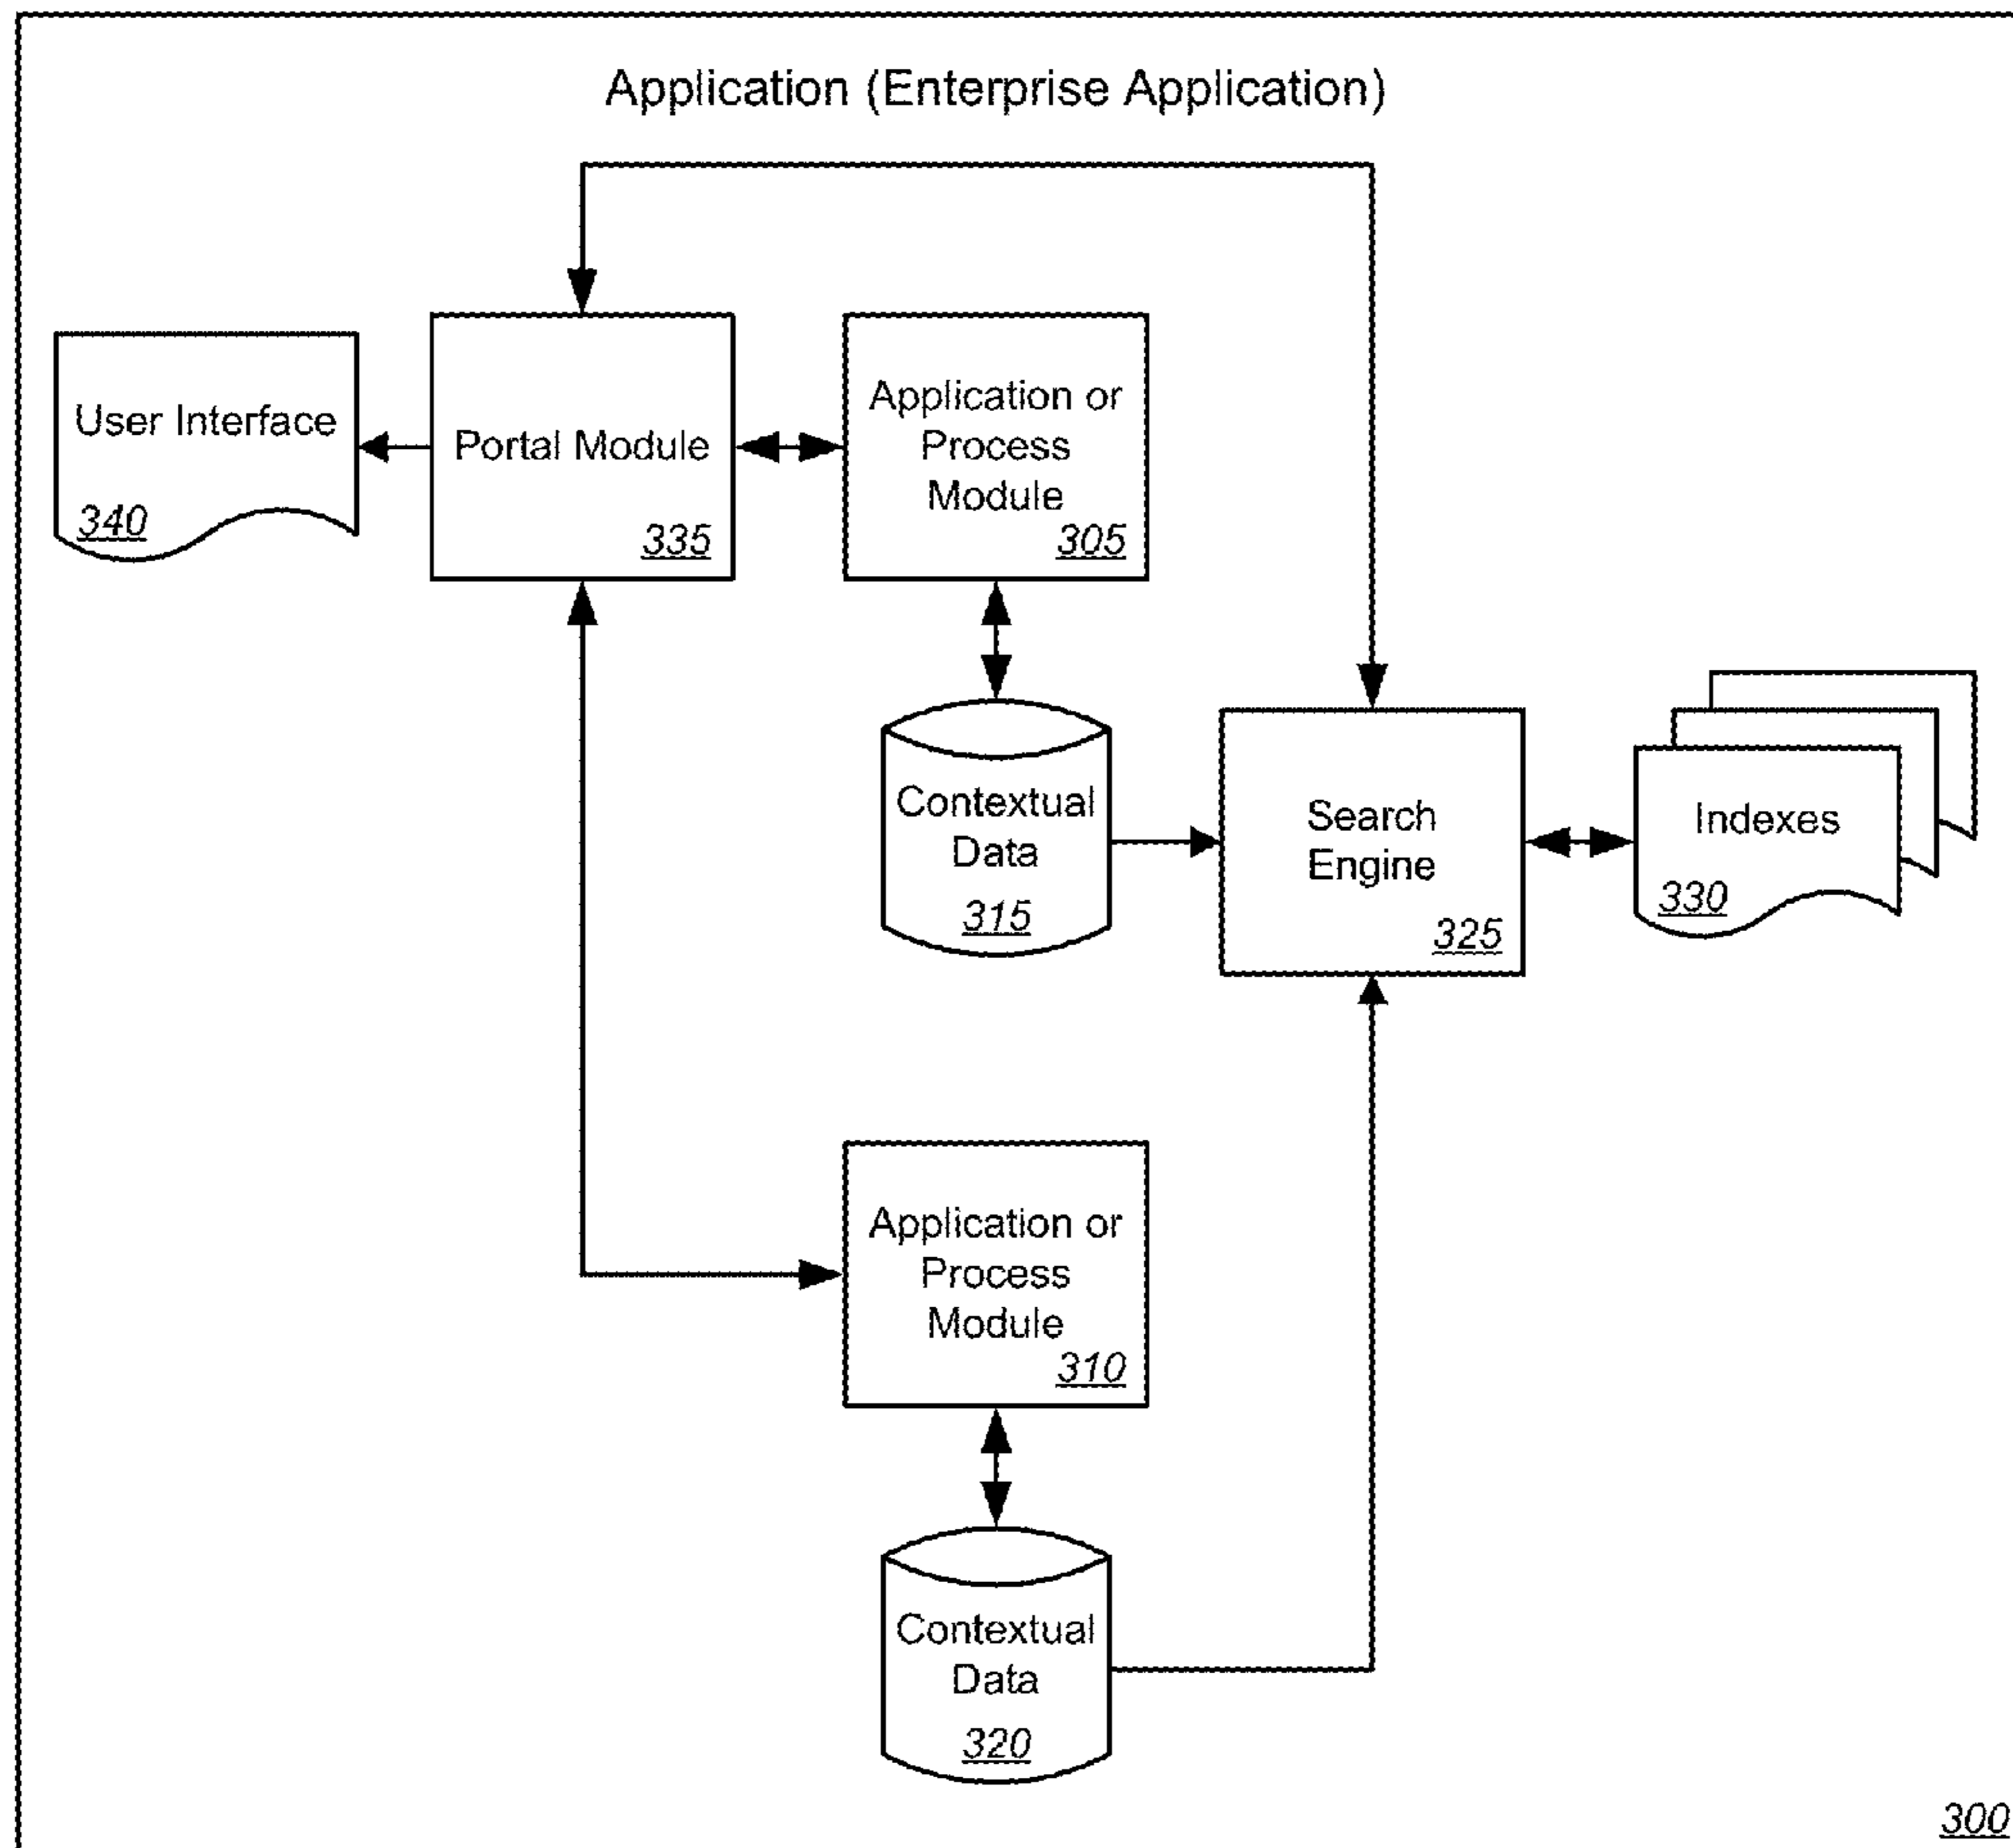 Application (Enterprise Application)
User Interface
340
Portal Module
335
Application or
Process
Module
305
Contextual
Data
315
Search
Engine
325
Indexes
330
Application or
Process
Module
310
Contextual
Data
320
300